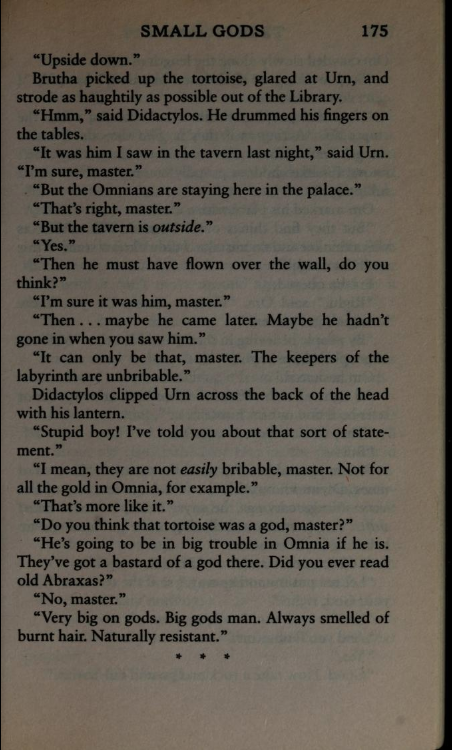 SMALL GODS 175
“Upside down.”
Brutha picked up the tortoise, glared at Urn, and
strode as haughtily as possible out of the Library.
“Hmm,” said Didactylos. He drummed his fingers on
the tables.
“It was him I saw in the tavern last night,” said Urn.
“I’m sure, master.”
“But the Omnians are staying here in the palace.”
“That’s right, master.”
“But the tavern is outside.”
“Yes.”
“Then he must have flown over the wall, do you
think?”
“I’m sure it was him, master.”
“Then . . . maybe he came later. Maybe he hadn’t
gone in when you saw him.”
“It can only be that, master. The keepers of the
labyrinth are unbribable.”
Didactylos clipped Urn across the back of the head
with his lantern.
“Stupid boy! I’ve told you about that sort of state-
ment.”
“I mean, they are not easily bribable, master. Not for
all the gold in Omnia, for example.”
“That’s more like it.”
“Do you think that tortoise was a god, master?”
“He’s going to be in big trouble in Omnia if he is.
They’ve got a bastard of a god there. Did you ever read
old Abraxas?”
“No, master.”
“Very big on gods. Big gods man. Always smelled of
burnt hair. Naturally resistant.”
* * *